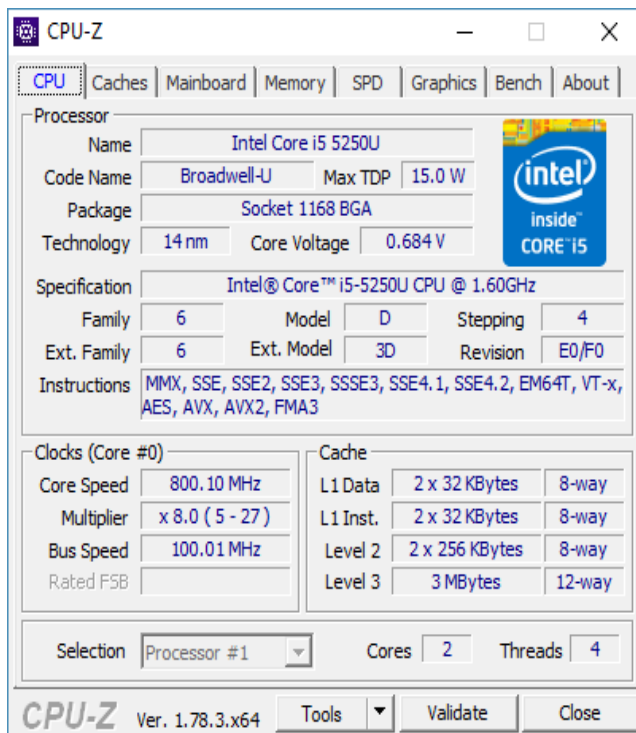 CPU-Z
CPU Caches Mainboard Memory SPD Graphics Bench About
Processor
Name Intel Core i5 5250U
Code Name Broadwell-U Max TDP 15.0 W
Package Socket 1168 BGA
Technology 14 nm Core Voltage 0.684 V
intel
inside™
CORE™i5
Specification Intel® Core™ i5-5250U CPU @ 1.60GHz
Family 6 Model D Stepping 4
Ext. Family 6 Ext. Model 3D Revision E0/F0
Instructions MMX, SSE, SSE2, SSE3, SSSE3, SSE4.1, SSE4.2, EM64T, VT-x,
AES, AVX, AVX2, FMA3
Clocks (Core #0)
Core Speed 800.10 MHz
Multiplier x 8.0 ( 5 - 27 )
Bus Speed 100.01 MHz
Rated FSB
Cache
L1 Data 2 x 32 KBytes 8-way
L1 Inst. 2 x 32 KBytes 8-way
Level 2 2 x 256 KBytes 8-way
Level 3 3 MBytes 12-way
Selection Processor #1 Cores 2 Threads 4
CPU-Z Ver. 1.78.3.x64 Tools Validate Close